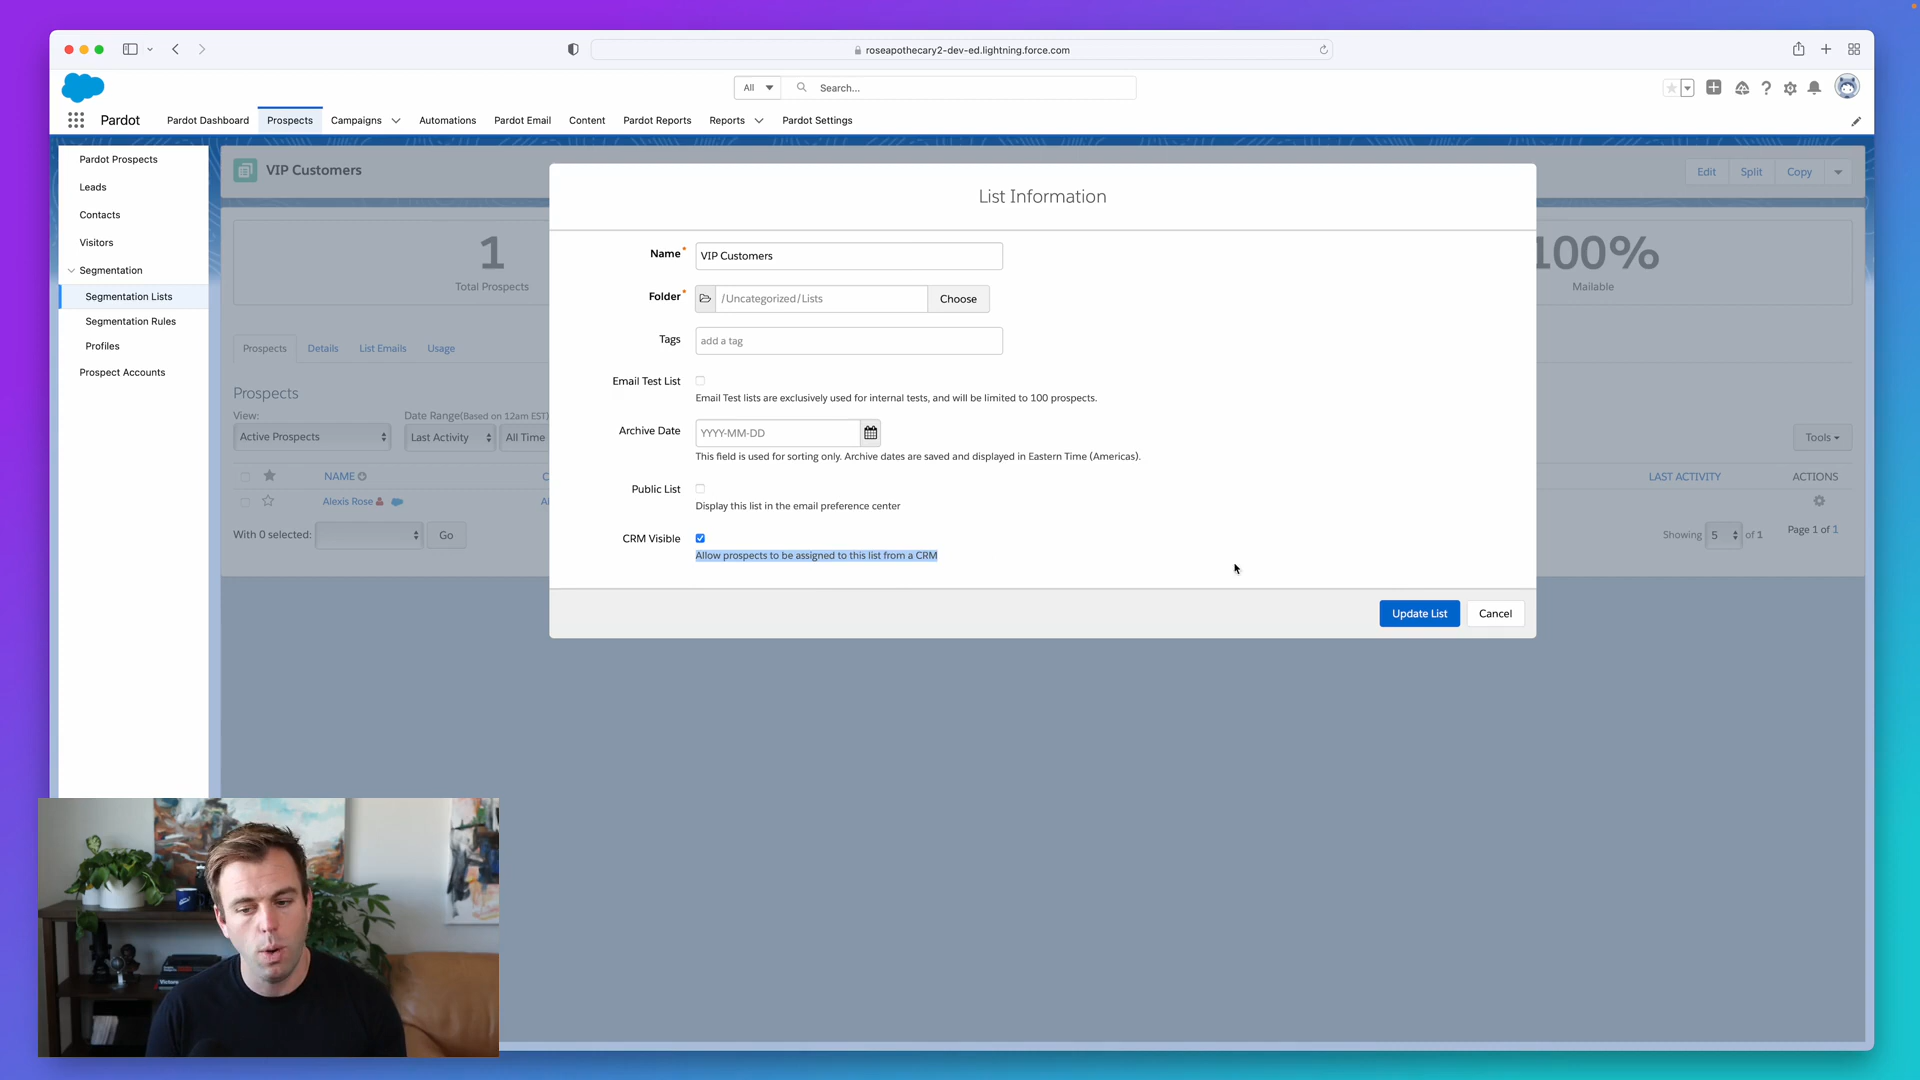 roseapothecary2-dev-ed.lightning.force.com
All
Search...
Pardot
Pardot Dashboard
Prospects
Campaigns
Automations
Pardot Email
Content
Pardot Reports
Reports
Pardot Settings
Pardot Prospects
Leads
Contacts
Visitors
Segmentation
Segmentation Lists
Segmentation Rules
Profiles
Prospect Accounts
VIP Customers
Edit
Split
Copy
1
Total Prospects
100%
Mailable
Prospects
Details
List Emails
Usage
Prospects
View:
Date Range(Based on 12am EST)
Active Prospects
Last Activity
All Time
Tools
NAME
LAST ACTIVITY
ACTIONS
Alexis Rose
With 0 selected:
Go
Showing 5 of 1
Page 1 of 1
List Information
Name*
VIP Customers
Folder*
/Uncategorized/Lists
Choose
Tags
add a tag
Email Test List
Email Test lists are exclusively used for internal tests, and will be limited to 100 prospects.
Archive Date
YYYY-MM-DD
This field is used for sorting only. Archive dates are saved and displayed in Eastern Time (Americas).
Public List
Display this list in the email preference center
CRM Visible
Allow prospects to be assigned to this list from a CRM
Update List
Cancel